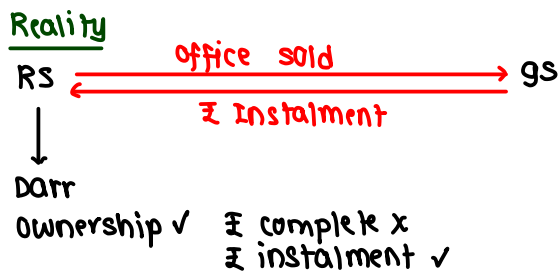 Reality
office sold
RS
gs
₹ Instalment
Darr
ownership ✓ ₹ complete x
₹ instalment ✓